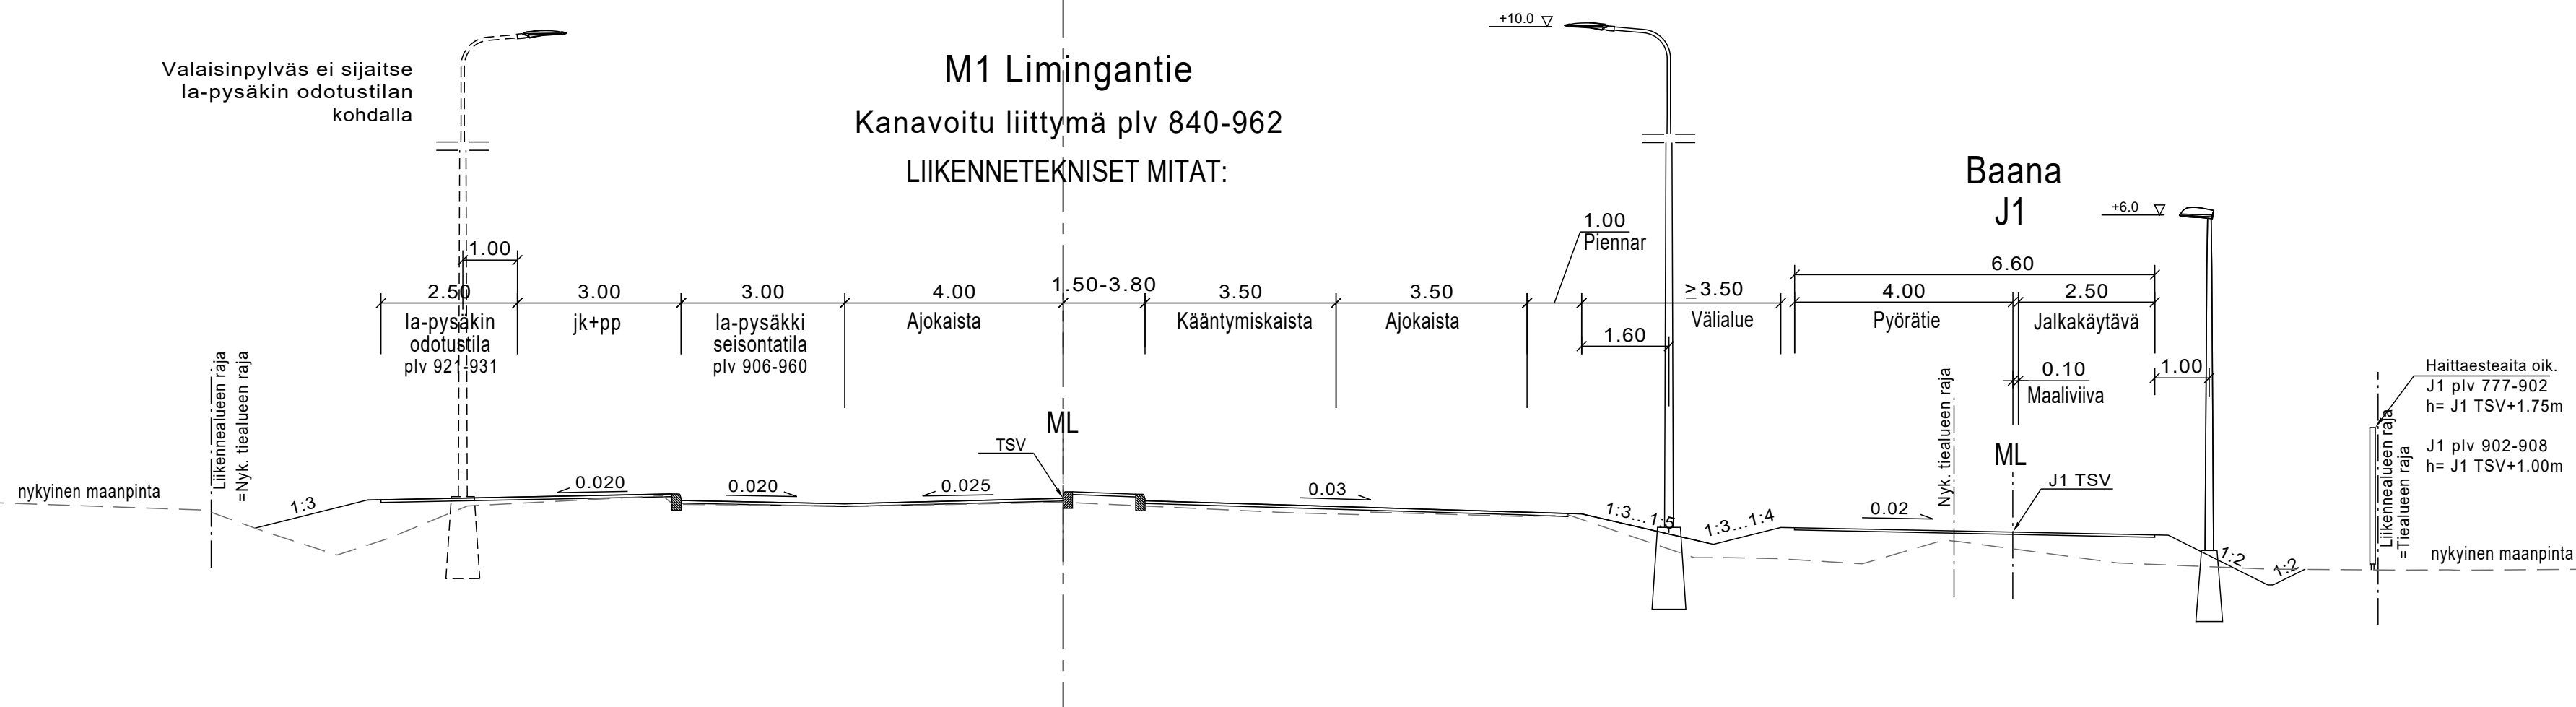 Valaisinpylväs ei sijaitse
la-pysäkin odotustilan
kohdalla
M1 Limingantie
Kanavoitu liittymä plv 840-962
LIIKENNETEKNISET MITAT:
+10.0
Baana
J1
+6.0
1.00
Piennar
1.00
6.60
2.50
3.00
3.00
4.00
1.50-3.80
3.50
3.50
≥3.50
4.00
2.50
la-pysäkin
odotustila
plv 921-931
jk+pp
la-pysäkki
seisontatila
plv 906-960
Ajokaista
Kääntymiskaista
Ajokaista
Välialue
Pyörätie
Jalkakäytävä
1.60
0.10
Maaliviiva
1.00
Liikennealueen raja
=Nyk. tiealueen raja
Nyk. tiealueen raja
Haittaesteaita oik.
J1 plv 777-902
h= J1 TSV+1.75m
J1 plv 902-908
h= J1 TSV+1.00m
Liikennealueen raja
=Tiealueen raja
ML
TSV
ML
J1 TSV
nykyinen maanpinta
1:3
0.020
0.020
0.025
0.03
1:3...1:5
1:3...1:4
0.02
1:2
1:2
nykyinen maanpinta